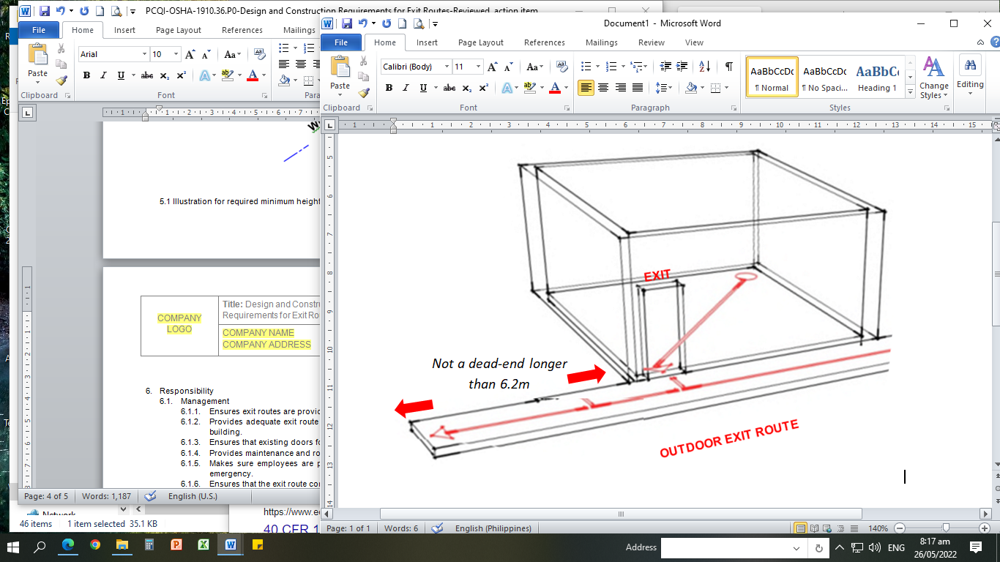 PCQI-OSHA-1910.36.P0-Design and Construction Requirements for Exit Routes-Reviewed_action item
File Home Insert Page Layout References Mailings
Arial 10
Paste
Clipboard Font
5.1 Illustration for required minimum height
COMPANY LOGO
Title: Design and Constr
Requirements for Exit Ro
COMPANY NAME
COMPANY ADDRESS
6. Responsibility
6.1. Management
6.1.1. Ensures exit routes are provi
6.1.2. Provides adequate exit route
building.
6.1.3. Ensures that existing doors fo
6.1.4. Provides maintenance and ro
6.1.5. Makes sure employees are p
emergency.
6.1.6. Ensures that the exit route co
Page: 4 of 5 Words: 1,187 English (U.S.)
Network
46 items 1 item selected 35.1 KB
https://www.e
40 CFR 1
Document1 - Microsoft Word
File Home Insert Page Layout References Mailings Review View
Calibri (Body) 11
Paste
AaBbCcDc AaBbCcDc AaBbCc
¶ Normal ¶ No Spaci... Heading 1
Change Styles
Editing
Clipboard Font Paragraph Styles
EXIT
Not a dead-end longer
than 6.2m
OUTDOOR EXIT ROUTE
Page: 1 of 1 Words: 6 English (Philippines) 140%
Address ENG
8:17 am
26/05/2022